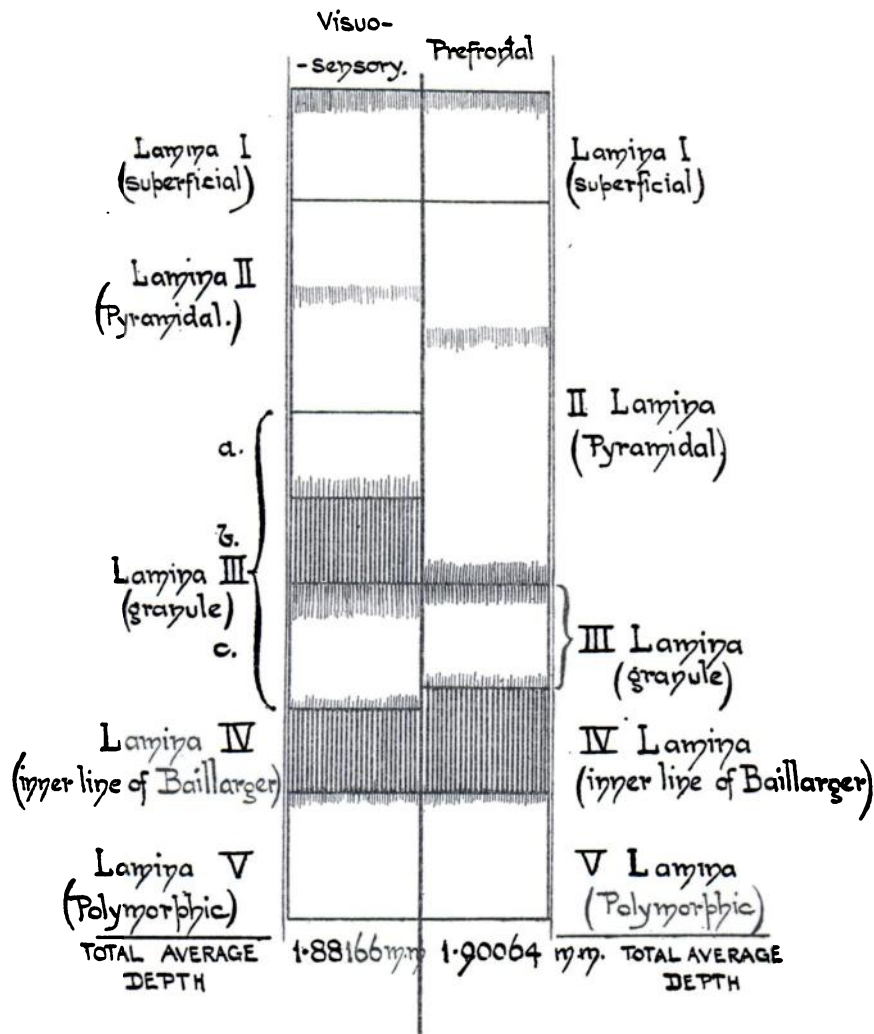 Visuo-
-sensory.
Prefrontal
Lamina I
(superficial)
Lamina I
(superficial)
Lamina II
(Pyramidal.)
II Lamina
(Pyramidal)
a.
b.
Lamina III
(granule)
c.
III Lamina
(granule)
Lamina IV
(inner line of Baillarger)
IV Lamina
(inner line of Baillarger)
Lamina V
(Polymorphic)
V Lamina
(Polymorphic)
TOTAL AVERAGE
DEPTH
1.88166 m.m
1.90064 m.m.
TOTAL AVERAGE
DEPTH